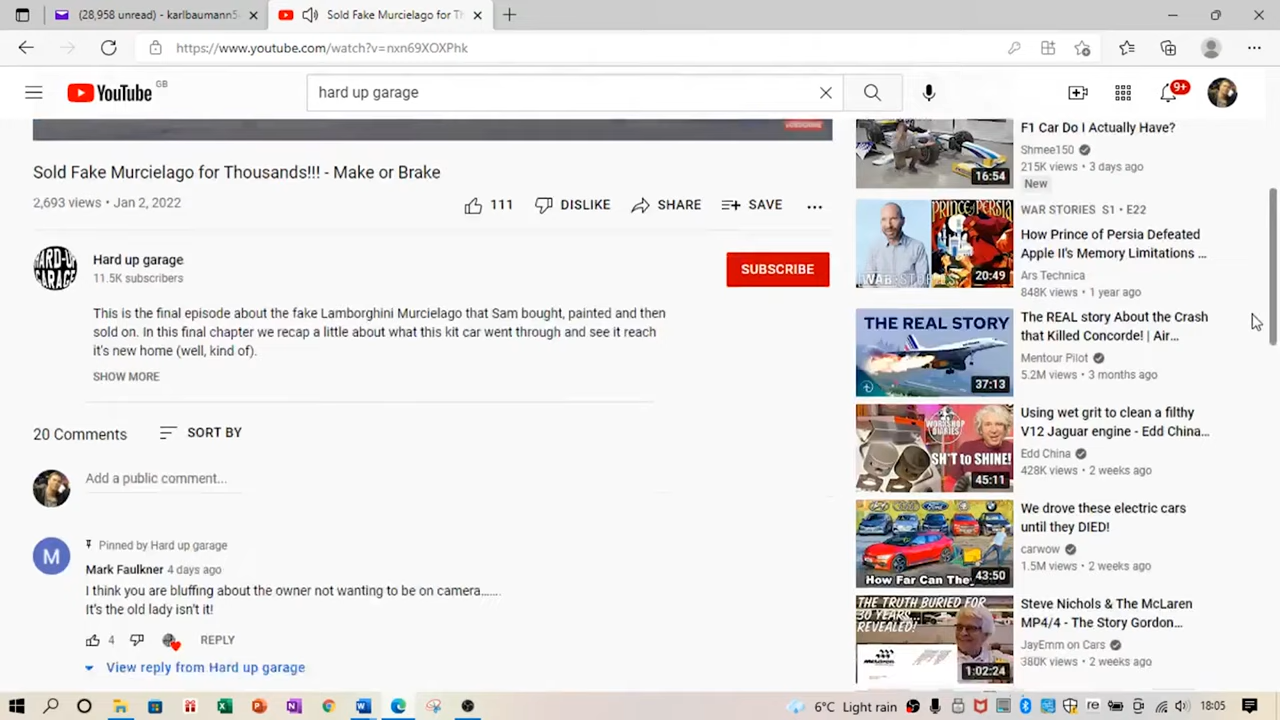 (28,958 unread) - karlbaumann5
Sold Fake Murcielago for Th
https://www.youtube.com/watch?v=nxn69XOXPhk
YouTube GB
hard up garage
9+
SUBSCRIBE
Sold Fake Murcielago for Thousands!!! - Make or Brake
2,693 views • Jan 2, 2022
111 DISLIKE SHARE SAVE
HARD-UP
GARAGE
Hard up garage
11.5K subscribers
SUBSCRIBE
This is the final episode about the fake Lamborghini Murcielago that Sam bought, painted and then
sold on. In this final chapter we recap a little about what this kit car went through and see it reach
it's new home (well, kind of).
SHOW MORE
20 Comments SORT BY
Add a public comment...
M
Pinned by Hard up garage
Mark Faulkner 4 days ago
I think you are bluffing about the owner not wanting to be on camera......
It's the old lady isn't it!
4 REPLY
View reply from Hard up garage
16:54
F1 Car Do I Actually Have?
Shmee150
215K views • 3 days ago
New
PRINCE OF PERSIA
WAR STORIES
20:49
WAR STORIES S1 • E22
How Prince of Persia Defeated
Apple II's Memory Limitations ...
Ars Technica
848K views • 1 year ago
THE REAL STORY
37:13
The REAL story About the Crash
that Killed Concorde! | Air...
Mentour Pilot
5.2M views • 3 months ago
WORKSHOP
DIARIES
SH*T to SHINE!
45:11
Using wet grit to clean a filthy
V12 Jaguar engine - Edd China...
Edd China
428K views • 2 weeks ago
How Far Can The
43:50
We drove these electric cars
until they DIED!
carwow
1.5M views • 2 weeks ago
THE TRUTH BURIED FOR
30 YEARS...
REVEALED!
1:02:24
Steve Nichols & The McLaren
MP4/4 - The Story Gordon...
JayEmm on Cars
380K views • 2 weeks ago
6°C Light rain
18:05